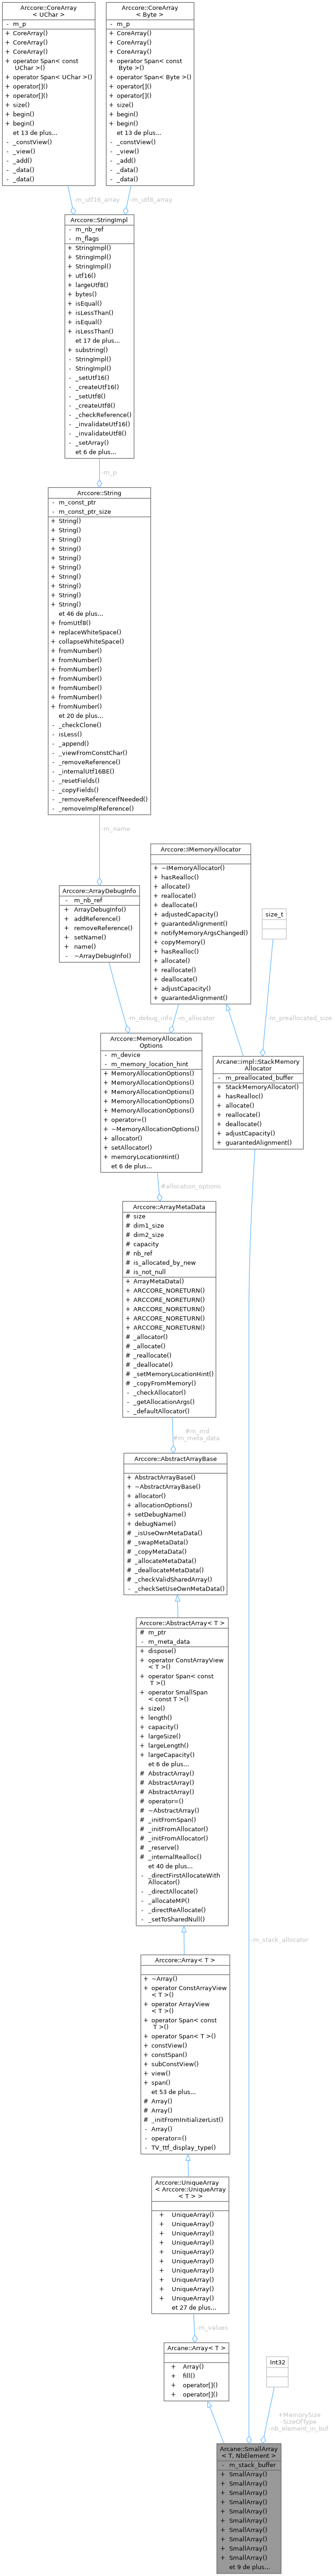 Arccore::CoreArray
< UChar >
- m_p
+ CoreArray()
+ CoreArray()
+ CoreArray()
+ operator Span< const
UChar >()
+ operator Span< UChar >()
+ operator[]()
+ operator[]()
+ size()
+ begin()
+ begin()
et 13 de plus...
- _constView()
- _view()
- _add()
- _data()
- _data()
Arccore::CoreArray
< Byte >
- m_p
+ CoreArray()
+ CoreArray()
+ CoreArray()
+ operator Span< const
Byte >()
+ operator Span< Byte >()
+ operator[]()
+ operator[]()
+ size()
+ begin()
+ begin()
et 13 de plus...
- _constView()
- _view()
- _add()
- _data()
- _data()
-m_utf16_array
-m_utf8_array
Arccore::StringImpl
- m_nb_ref
- m_flags
+ StringImpl()
+ StringImpl()
+ StringImpl()
+ utf16()
+ largeUtf8()
+ bytes()
+ isEqual()
+ isLessThan()
+ isEqual()
+ isLessThan()
et 17 de plus...
+ substring()
- StringImpl()
- StringImpl()
- _setUtf16()
- _createUtf16()
- _setUtf8()
- _createUtf8()
- _checkReference()
- _invalidateUtf16()
- _invalidateUtf8()
- _setArray()
et 6 de plus...
-m_p
Arccore::String
- m_const_ptr
- m_const_ptr_size
+ String()
+ String()
+ String()
+ String()
+ String()
+ String()
+ String()
+ String()
+ String()
+ String()
et 46 de plus...
+ fromUtf8()
+ replaceWhiteSpace()
+ collapseWhiteSpace()
+ fromNumber()
+ fromNumber()
+ fromNumber()
+ fromNumber()
+ fromNumber()
+ fromNumber()
+ fromNumber()
et 20 de plus...
- _checkClone()
- isLess()
- _append()
- _viewFromConstChar()
- _removeReference()
- _internalUtf16BE()
- _resetFields()
- _copyFields()
- _removeReferenceIfNeeded()
- _removeImplReference()
-m_name
Arccore::ArrayDebugInfo
- m_nb_ref
+ ArrayDebugInfo()
+ addReference()
+ removeReference()
+ setName()
+ name()
- ~ArrayDebugInfo()
Arccore::IMemoryAllocator
+ ~IMemoryAllocator()
+ hasRealloc()
+ allocate()
+ reallocate()
+ deallocate()
+ adjustedCapacity()
+ guarantedAlignment()
+ notifyMemoryArgsChanged()
+ copyMemory()
+ hasRealloc()
+ allocate()
+ reallocate()
+ deallocate()
+ adjustCapacity()
+ guarantedAlignment()
size_t
-m_debug_info
-m_allocator
-m_preallocated_size
Arccore::MemoryAllocation
Options
- m_device
- m_memory_location_hint
+ MemoryAllocationOptions()
+ MemoryAllocationOptions()
+ MemoryAllocationOptions()
+ MemoryAllocationOptions()
+ MemoryAllocationOptions()
+ operator=()
+ ~MemoryAllocationOptions()
+ allocator()
+ setAllocator()
+ memoryLocationHint()
et 6 de plus...
Arcane::impl::StackMemory
Allocator
- m_preallocated_buffer
+ StackMemoryAllocator()
+ hasRealloc()
+ allocate()
+ reallocate()
+ deallocate()
+ adjustCapacity()
+ guarantedAlignment()
#allocation_options
Arccore::ArrayMetaData
# size
# dim1_size
# dim2_size
# capacity
# nb_ref
# is_allocated_by_new
# is_not_null
+ ArrayMetaData()
+ ARCCORE_NORETURN()
+ ARCCORE_NORETURN()
+ ARCCORE_NORETURN()
+ ARCCORE_NORETURN()
+ ARCCORE_NORETURN()
# _allocator()
# _allocate()
# _reallocate()
# _deallocate()
# _setMemoryLocationHint()
# _copyFromMemory()
- _checkAllocator()
- _getAllocationArgs()
- _defaultAllocator()
#m_md
#m_meta_data
Arccore::AbstractArrayBase
+ AbstractArrayBase()
+ ~AbstractArrayBase()
+ allocator()
+ allocationOptions()
+ setDebugName()
+ debugName()
# _isUseOwnMetaData()
# _swapMetaData()
# _copyMetaData()
# _allocateMetaData()
# _deallocateMetaData()
# _checkValidSharedArray()
- _checkSetUseOwnMetaData()
Arccore::AbstractArray< T >
# m_ptr
- m_meta_data
+ dispose()
+ operator ConstArrayView
< T >()
+ operator Span< const
T >()
+ operator SmallSpan
< const T >()
+ size()
+ length()
+ capacity()
+ largeSize()
+ largeLength()
+ largeCapacity()
et 6 de plus...
# AbstractArray()
# AbstractArray()
# AbstractArray()
# operator=()
# ~AbstractArray()
# _initFromSpan()
# _initFromAllocator()
# _initFromAllocator()
# _reserve()
# _internalRealloc()
et 40 de plus...
- _directFirstAllocateWith
Allocator()
- _directAllocate()
- _allocateMP()
- _directReAllocate()
- _setToSharedNull()
-m_stack_allocator
Arccore::Array< T >
+ ~Array()
+ operator ConstArrayView
< T >()
+ operator ArrayView
< T >()
+ operator Span< const
T >()
+ operator Span< T >()
+ constView()
+ constSpan()
+ subConstView()
+ view()
+ span()
et 53 de plus...
# Array()
# Array()
# _initFromInitializerList()
- Array()
- operator=()
- TV_ttf_display_type()
Arccore::UniqueArray
< Arccore::UniqueArray
< T > >
+ UniqueArray()
+ UniqueArray()
+ UniqueArray()
+ UniqueArray()
+ UniqueArray()
+ UniqueArray()
+ UniqueArray()
+ UniqueArray()
+ UniqueArray()
+ UniqueArray()
et 27 de plus...
-m_values
Arcane::Array< T >
+ Array()
+ fill()
+ operator[]()
+ operator[]()
Int32
+MemorySize
-SizeOfType
-nb_element_in_buf
Arcane::SmallArray
< T, NbElement >
- m_stack_buffer
+ SmallArray()
+ SmallArray()
+ SmallArray()
+ SmallArray()
+ SmallArray()
+ SmallArray()
+ SmallArray()
+ SmallArray()
+ SmallArray()
+ SmallArray()
et 9 de plus...